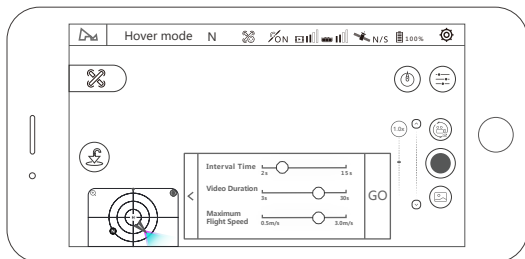 Hover mode N ON N/S 100%
1.0x
Interval Time 2s 15s
Video Duration 3s 30s
GO
Maximum
Flight Speed 0.5m/s 3.0m/s